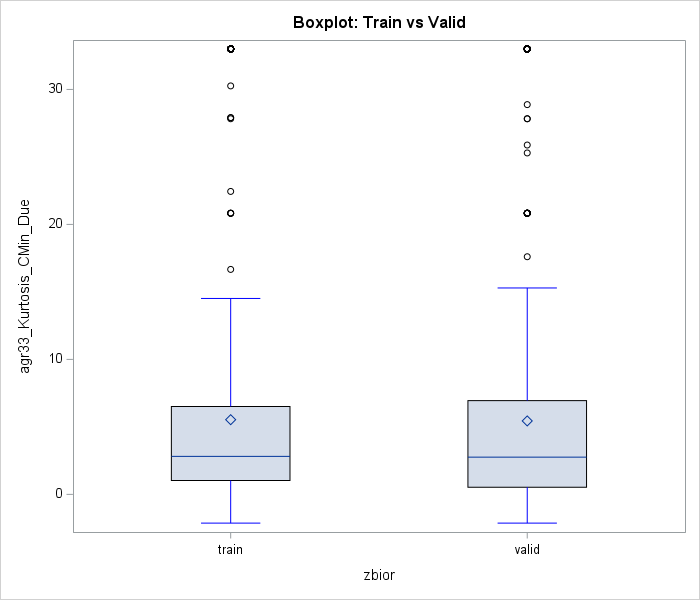 Boxplot: Train vs Valid
30
20
10
0
agr33_Kurtosis_CMin_Due
train
valid
zbior